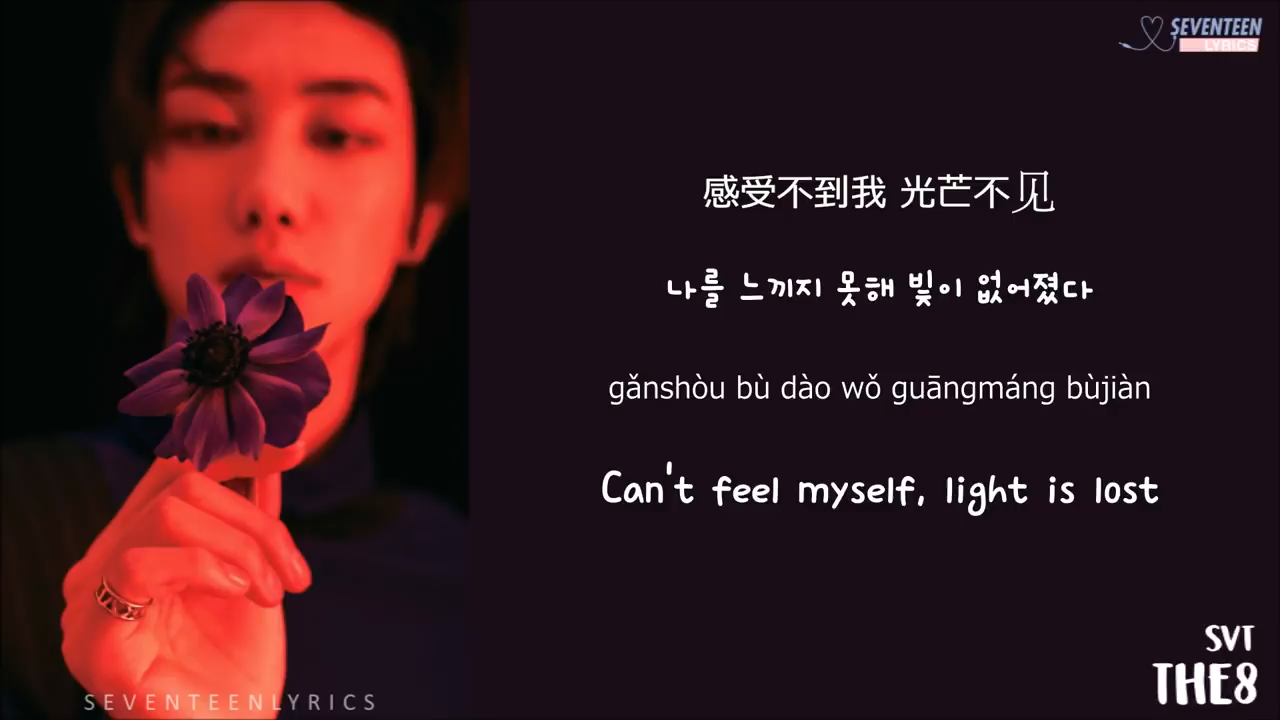 SEVENTEEN
LYRICS
感受不到我 光芒不见
나를 느끼지 못해 빛이 없어졌다
gǎnshòu bù dào wǒ guāngmáng bùjiàn
Can't feel myself, light is lost
SVT
THE8
SEVENTEENLYRICS